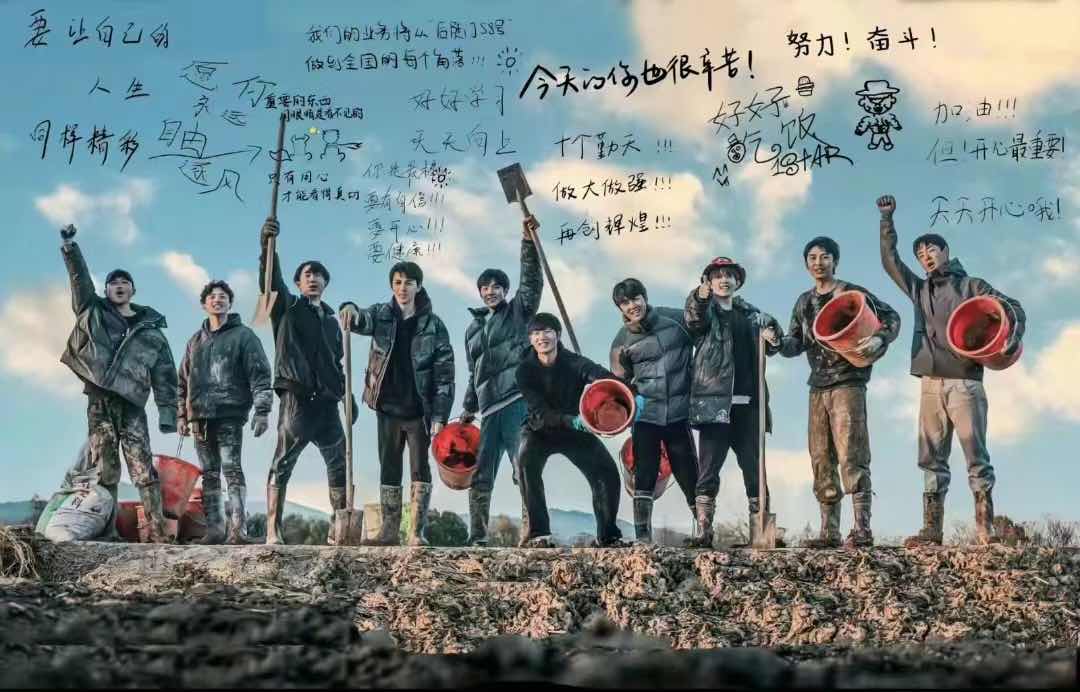 要让自己的
人生
同样精彩
自由
逆风
重要的东西
用眼睛是看不见的
只有用心
才能看得真切
我们的业务将从"后陡门58号"
做到全国的每个角落!!!
好好学习
天天向上
你是最棒
要有自信!!!
要开心!!!
要健康!!!
今天的你也很辛苦!
十个勤天!!!
做大做强!!!
再创辉煌!!!
努力!奋斗!
好好
吃饭
1STAR
加油!!!
但!开心最重要!
天天开心哦!